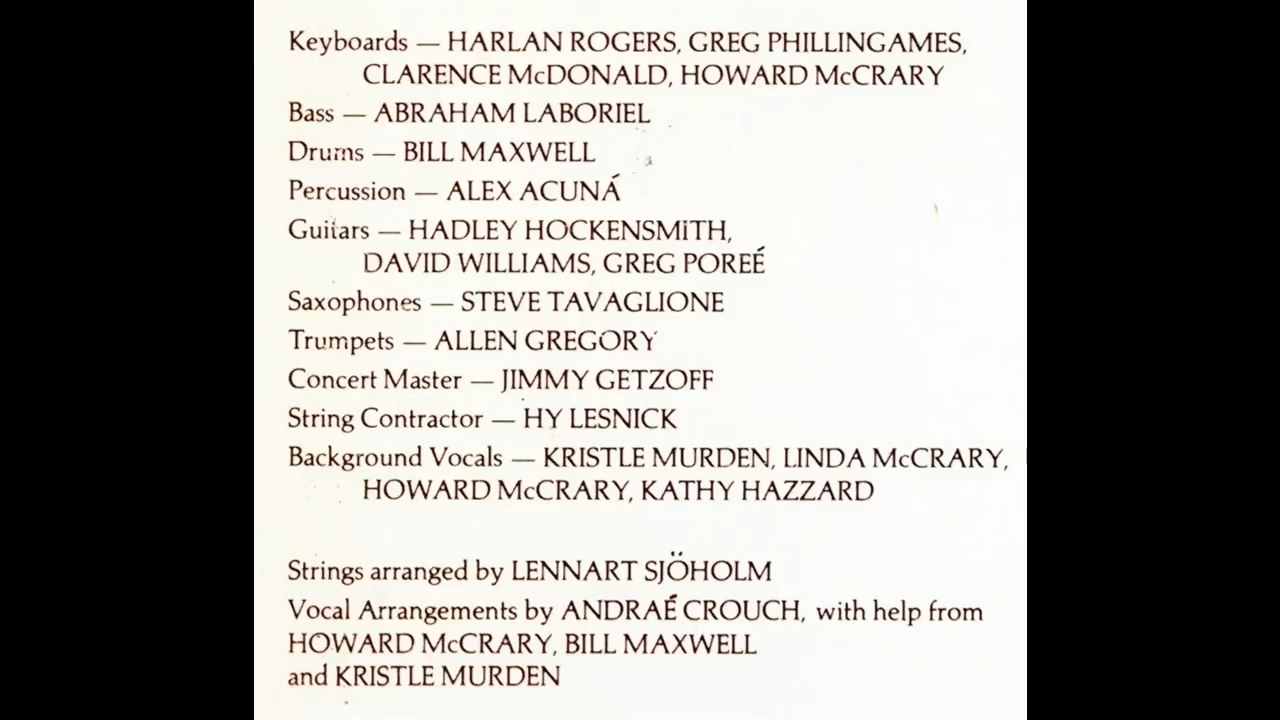 Keyboards — HARLAN ROGERS, GREG PHILLINGAMES,
CLARENCE McDONALD, HOWARD McCRARY
Bass — ABRAHAM LABORIEL
Drums — BILL MAXWELL
Percussion — ALEX ACUNÁ
Guitars — HADLEY HOCKENSMiTH,
DAVID WILLIAMS, GREG POREÉ
Saxophones — STEVE TAVAGLIONE
Trumpets — ALLEN GREGORY
Concert Master — JIMMY GETZOFF
String Contractor — HY LESNICK
Background Vocals — KRISTLE MURDEN, LINDA McCRARY,
HOWARD McCRARY, KATHY HAZZARD
Strings arranged by LENNART SJÖHOLM
Vocal Arrangements by ANDRAÉ CROUCH, with help from
HOWARD McCRARY, BILL MAXWELL
and KRISTLE MURDEN